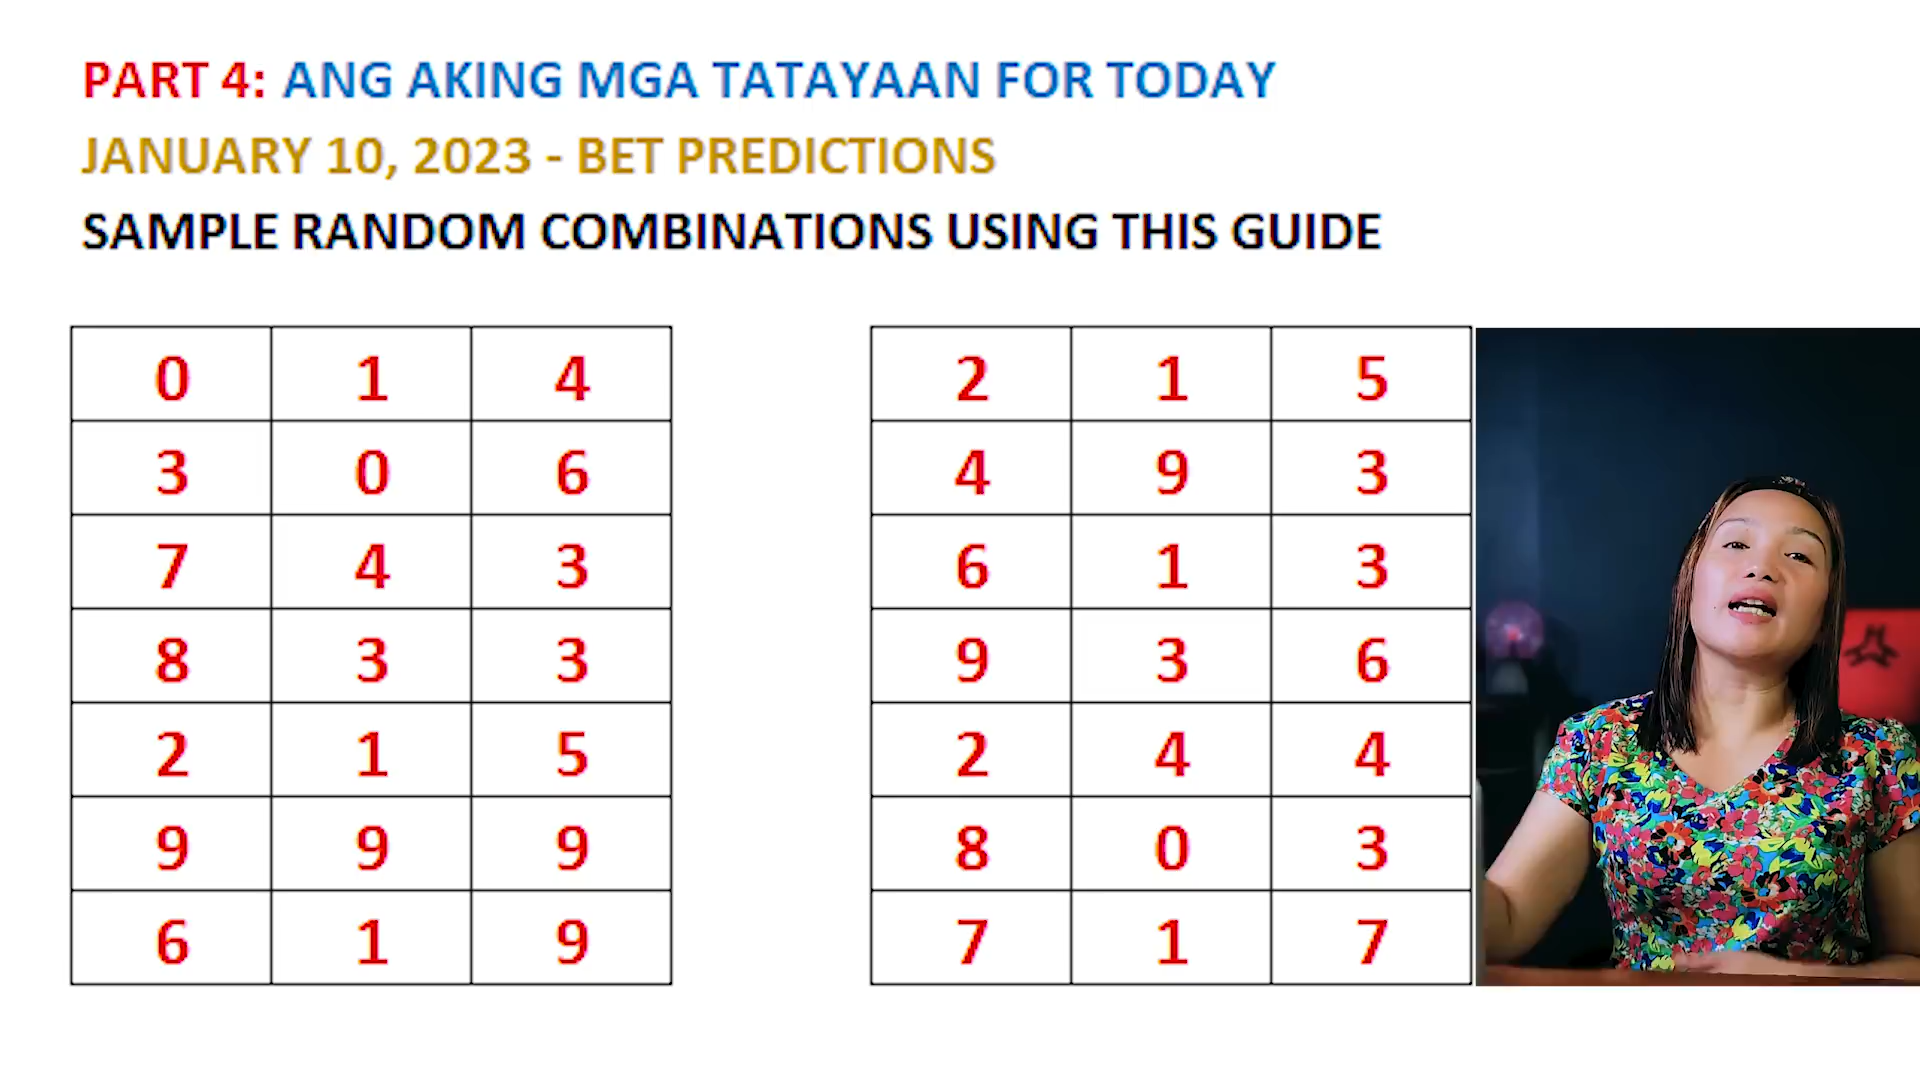 PART 4: ANG AKING MGA TATAYAAN FOR TODAY
JANUARY 10, 2023 - BET PREDICTIONS
SAMPLE RANDOM COMBINATIONS USING THIS GUIDE
0 1 4
3 0 6
7 4 3
8 3 3
2 1 5
9 9 9
6 1 9
2 1 5
4 9 3
6 1 3
9 3 6
2 4 4
8 0 3
7 1 7